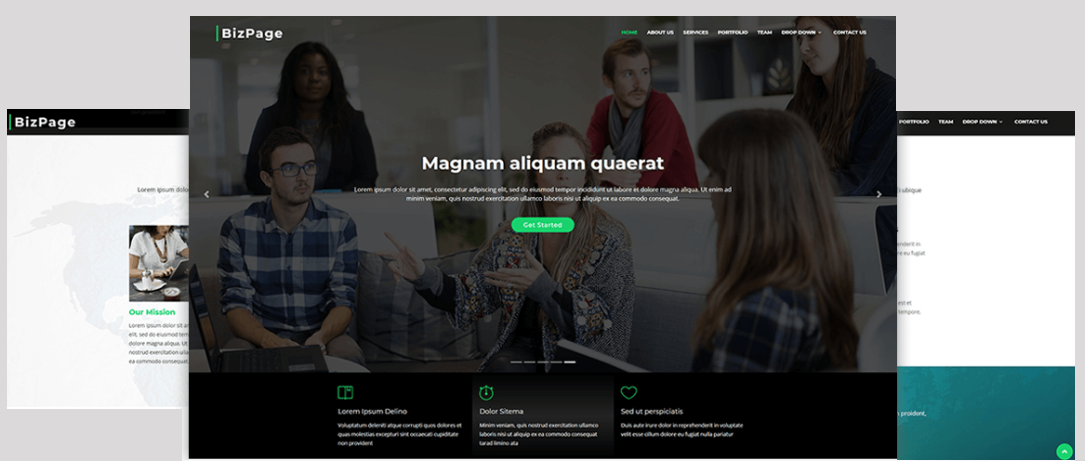 BizPage
HOME ABOUT US SERVICES PORTFOLIO TEAM DROP DOWN CONTACT US
Magnam aliquam quaerat
Lorem ipsum dolor sit amet, consectetur adipiscing elit, sed do eiusmod tempor incididunt ut labore et dolore magna aliqua. Ut enim ad
minim veniam, quis nostrud exercitation ullamco laboris nisi ut aliquip ex ea commodo consequat.
Get Started
Lorem Ipsum Delino
Voluptatum deleniti atque corrupti quos dolores et
quas molestias excepturi sint occaecati cupiditate
non provident
Dolor Sitema
Minim veniam, quis nostrud exercitation ullamco
laboris nisi ut aliquip ex ea commodo consequat
tarad limino ata
Sed ut perspiciatis
Duis aute irure dolor in reprehenderit in voluptate
velit esse cillum dolore eu fugiat nulla pariatur
BizPage
Lorem ipsum dolo
Our Mission
Lorem ipsum dolor sit a
elit, sed do eiusmod tem
dolore magna aliqua. Ut
nostrud exercitation ulla
ea commodo consequat
PORTFOLIO TEAM DROP DOWN CONTACT US
ubique
enderit in
re eu fugiat
est et
tempore,
proident,